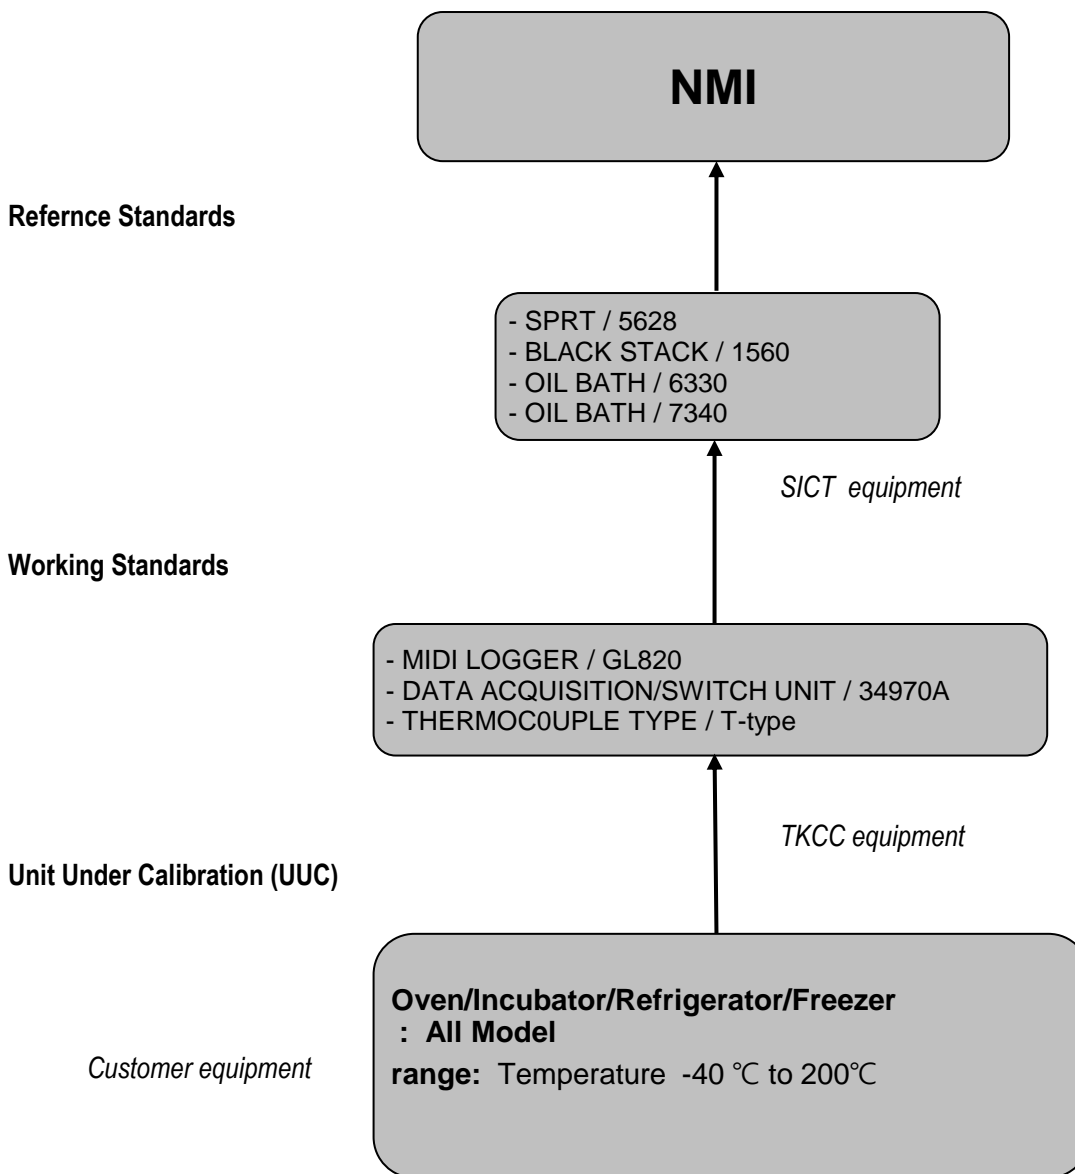 NMI
Refernce Standards
- SPRT / 5628
- BLACK STACK / 1560
- OIL BATH / 6330
- OIL BATH / 7340
SICT  equipment
Working Standards
- MIDI LOGGER / GL820
- DATA ACQUISITION/SWITCH UNIT / 34970A
- THERMOC0UPLE TYPE / T-type
TKCC equipment
Unit Under Calibration (UUC)
Oven/Incubator/Refrigerator/Freezer
:  All Model
Customer equipment
range:  Temperature  -40 ℃ to 200℃